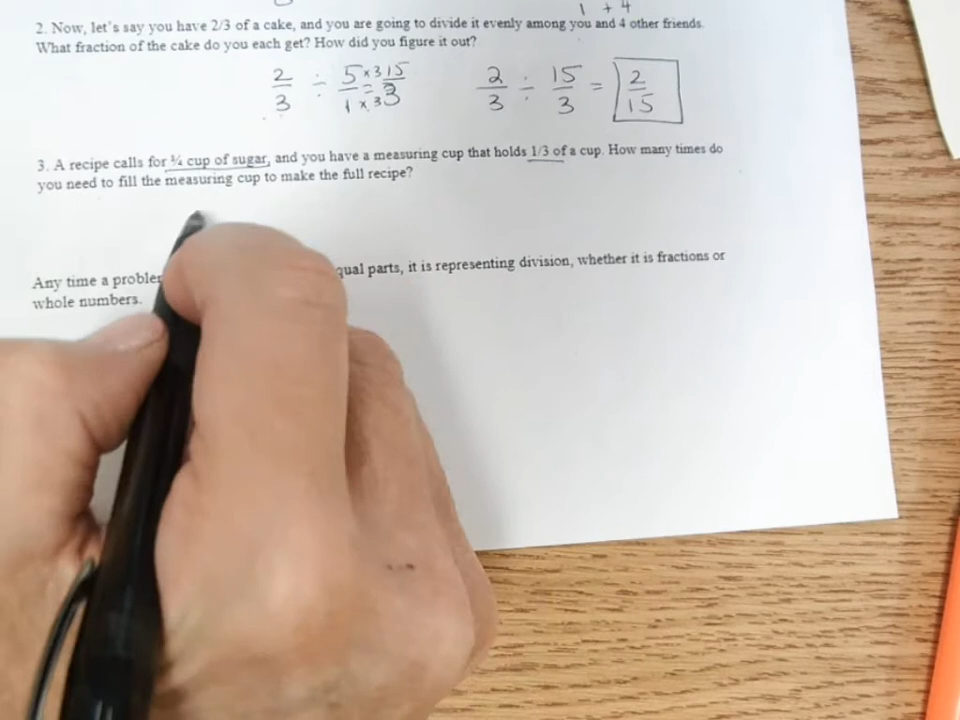 1 + 4
2. Now, let's say you have 2/3 of a cake, and you are going to divide it evenly among you and 4 other friends.
What fraction of the cake do you each get? How did you figure it out?
2/3 ÷ 5/1 × 3/× 3 = 15/3 2/3 ÷ 15/3 = 2/15
3. A recipe calls for ¾ cup of sugar, and you have a measuring cup that holds 1/3 of a cup. How many times do
you need to fill the measuring cup to make the full recipe?
Any time a problem qual parts, it is representing division, whether it is fractions or
whole numbers.